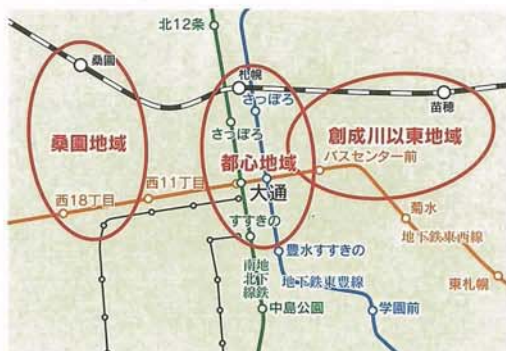 北12条
桑園
札幌
苗穂
さっぽろ
さっぽろ
桑園地域
都心地域
創成川以東地域
バスセンター前
西18丁目
西11丁目
大通
菊水
すすきの
豊水すすきの
地下鉄東西線
地下鉄
南北線
地下鉄東豊線
東札幌
中島公園
学園前